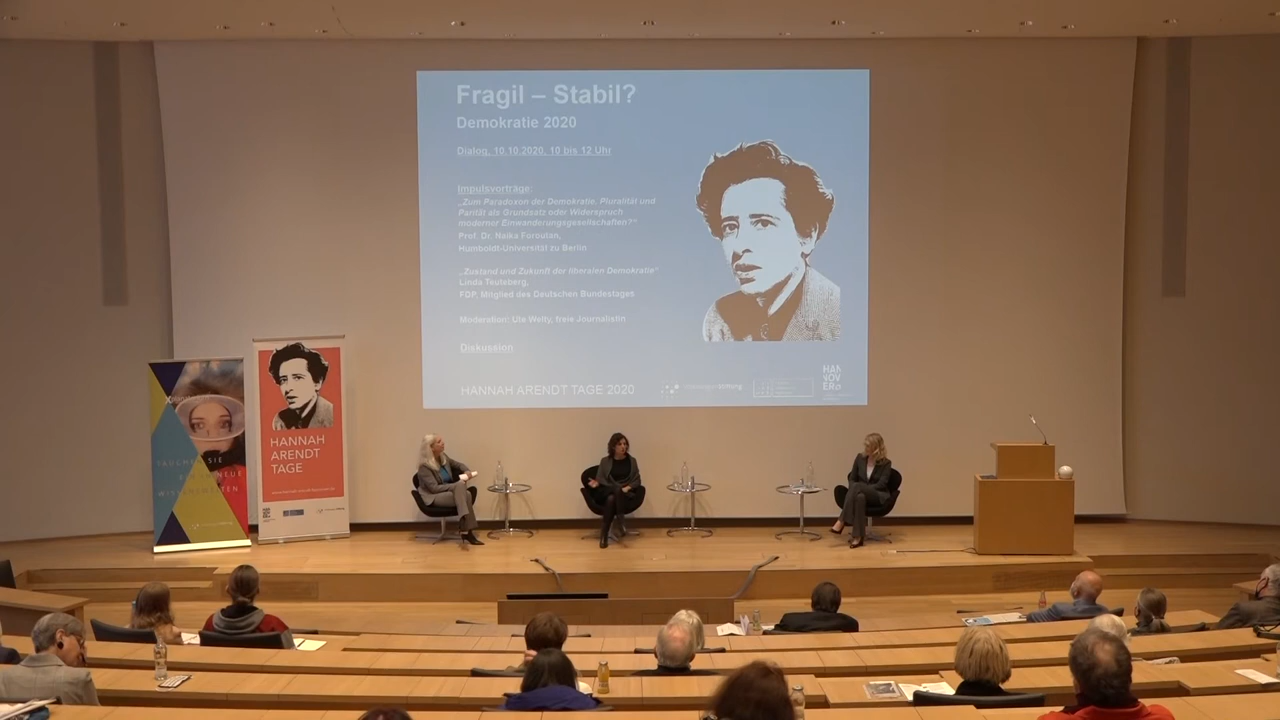 Fragil – Stabil?
Demokratie 2020
Dialog, 10.10.2020, 10 bis 12 Uhr
Impulsvorträge:
„Zum Paradoxon der Demokratie. Pluralität und
Parität als Grundsatz oder Widerspruch
moderner Einwanderungsgesellschaften?"
Prof. Dr. Naika Foroutan,
Humboldt-Universität zu Berlin
„Zustand und Zukunft der liberalen Demokratie"
Linda Teuteberg,
FDP, Mitglied des Deutschen Bundestages
Moderation: Ute Welty, freie Journalistin
Diskussion
HANNAH ARENDT TAGE 2020
HAN
NOV
ER
HANNAH
ARENDT
TAGE